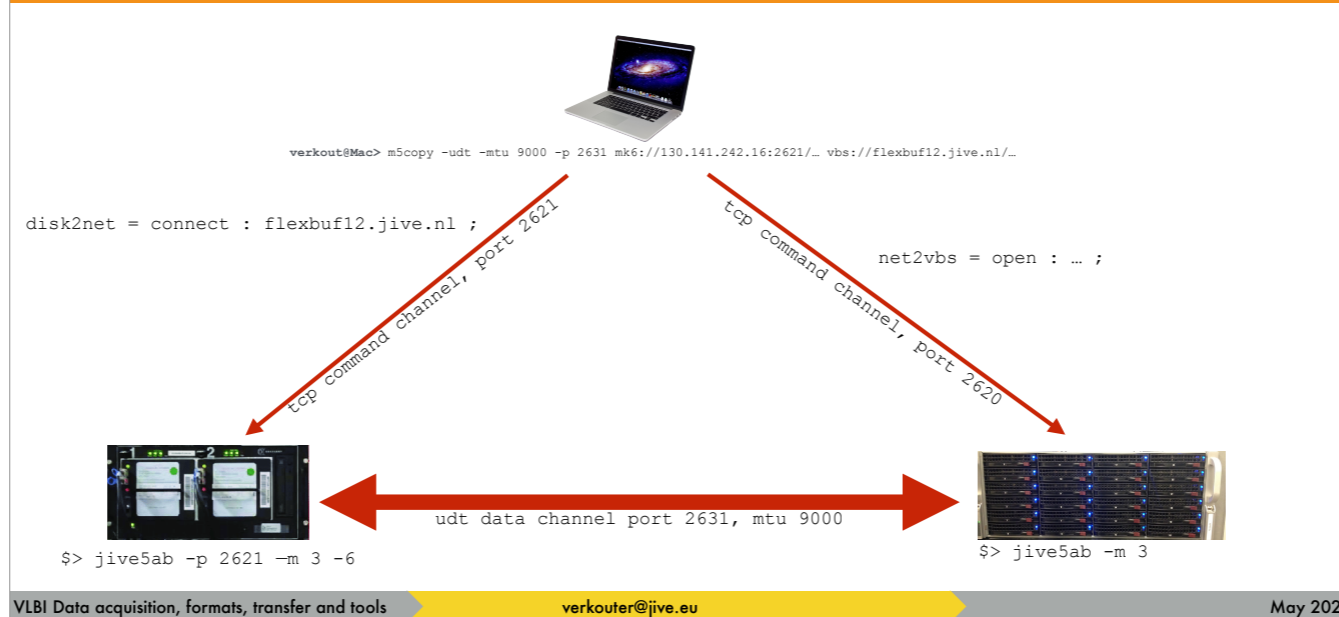 verkout@Mac> m5copy -udt -mtu 9000 -p 2631 mk6://130.141.242.16:2621/… vbs://flexbuf12.jive.nl/…
disk2net = connect : flexbuf12.jive.nl ;
tcp command channel, port 2621
tcp command channel, port 2620
net2vbs = open : … ;
1
2
udt data channel port 2631, mtu 9000
$> jive5ab -p 2621 —m 3 -6
$> jive5ab -m 3
VLBI Data acquisition, formats, transfer and tools
verkouter@jive.eu
May 202